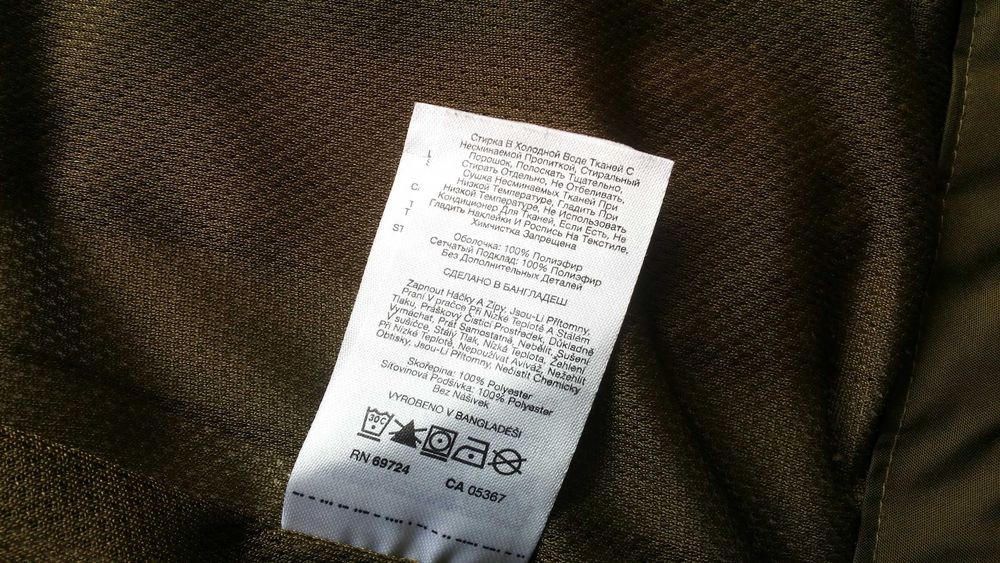 Стирка В Холодной Воде Тканей С
Несминаемой Пропиткой, Стиральный
Порошок, Полоскать Тщательно,
Стирать Отдельно, Не Отбеливать,
Сушка Несминаемых Тканей При
Низкой Температуре, Гладить При
Низкой Температуре, Не Использовать
Кондиционер Для Тканей, Если Есть, Не
Гладить Наклейки И Роспись На Текстиле,
Химчистка Запрещена
Оболочка: 100% Полиэфир
Сетчатый Подклад: 100% Полиэфир
Без Дополнительных Деталей
СДЕЛАНО В БАНГЛАДЕШ
Zapnout Háčky A Zipy, Jsou-Li Přítomny,
Praní V pračce Při Nízké Teplotě A Stálém
Tlaku, Práškový Čisticí Prostředek, Důkladně
Vymáchat, Prát Samostatně, Nebělit, Sušení
V sušičce, Stálý Tlak, Nízká Teplota, Žehlení
Při Nízké Teplotě, Nepoužívat Aviváž, Nežehlit
Obtisky, Jsou-Li Přítomny, Nečistit Chemicky
Skořepina: 100% Polyester
Síťovinová Podšívka: 100% Polyester
Bez Nášivek
VYROBENO V BANGLADÉŠI
30C
RN 69724
CA 05367